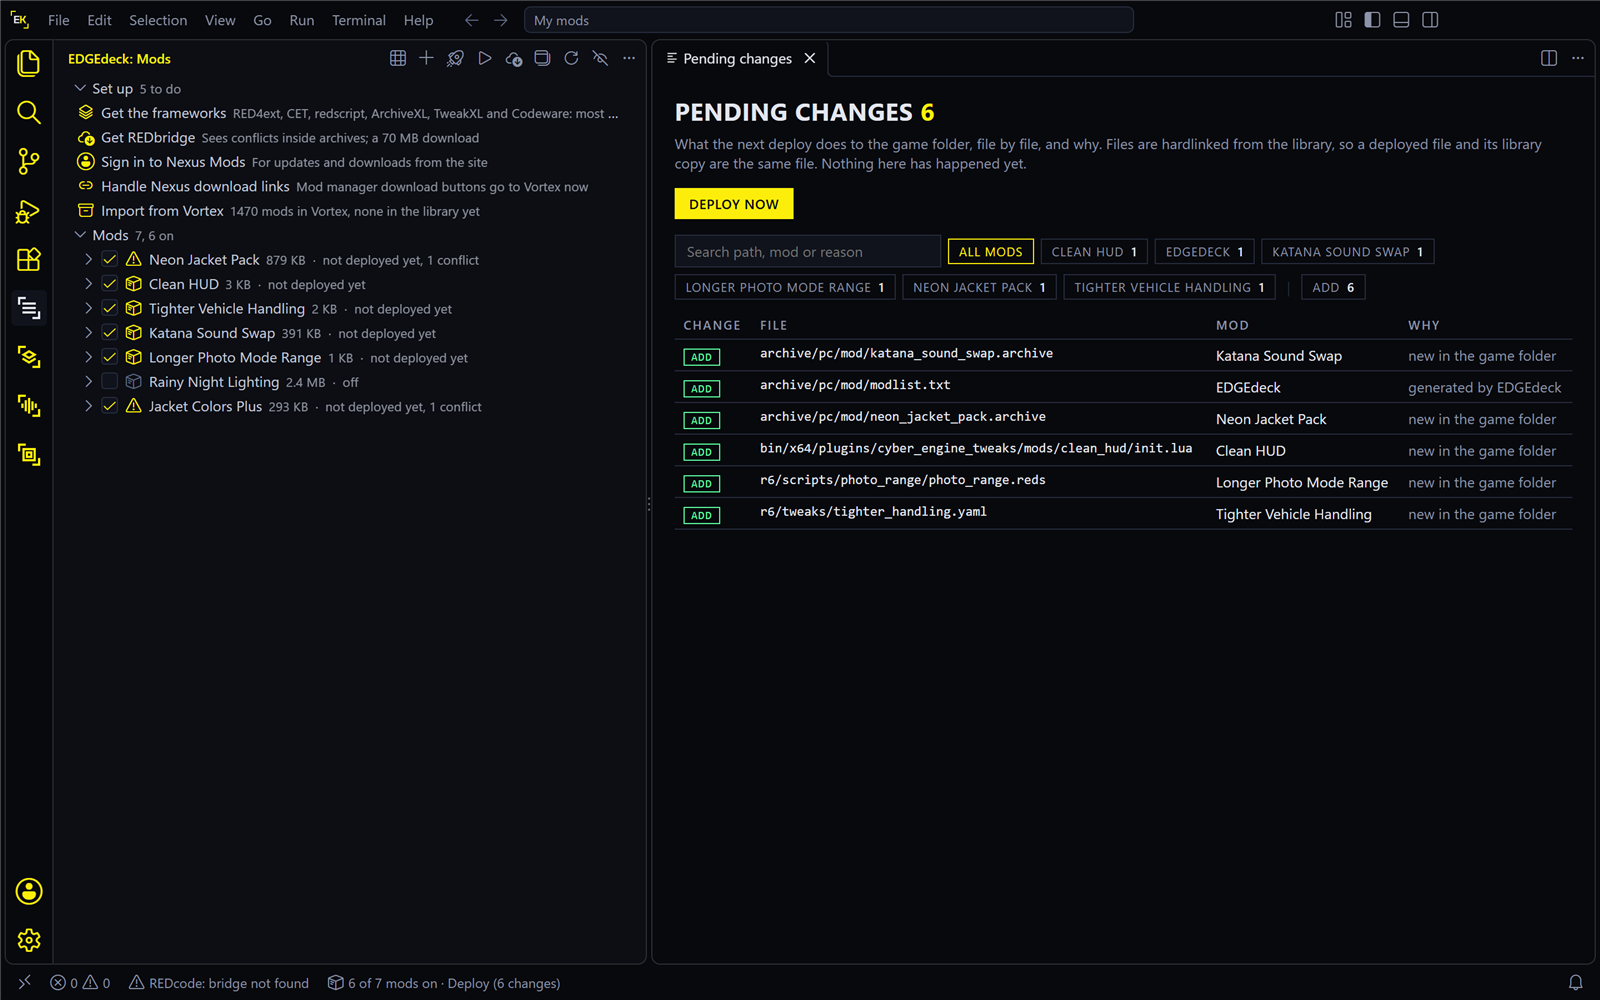 EK File Edit Selection View Go Run Terminal Help My mods
EDGEdeck: Mods
Set up 5 to do
Get the frameworks RED4ext, CET, redscript, ArchiveXL, TweakXL and Codeware: most ...
Get REDbridge Sees conflicts inside archives; a 70 MB download
Sign in to Nexus Mods For updates and downloads from the site
Handle Nexus download links Mod manager download buttons go to Vortex now
Import from Vortex 1470 mods in Vortex, none in the library yet
Mods 7, 6 on
Neon Jacket Pack 879 KB · not deployed yet, 1 conflict
Clean HUD 3 KB · not deployed yet
Tighter Vehicle Handling 2 KB · not deployed yet
Katana Sound Swap 391 KB · not deployed yet
Longer Photo Mode Range 1 KB · not deployed yet
Rainy Night Lighting 2.4 MB · off
Jacket Colors Plus 293 KB · not deployed yet, 1 conflict
Pending changes
PENDING CHANGES 6
What the next deploy does to the game folder, file by file, and why. Files are hardlinked from the library, so a deployed file and its library
copy are the same file. Nothing here has happened yet.
DEPLOY NOW
Search path, mod or reason ALL MODS CLEAN HUD 1 EDGEDECK 1 KATANA SOUND SWAP 1
LONGER PHOTO MODE RANGE 1 NEON JACKET PACK 1 TIGHTER VEHICLE HANDLING 1 ADD 6
CHANGE FILE MOD WHY
ADD archive/pc/mod/katana_sound_swap.archive Katana Sound Swap new in the game folder
ADD archive/pc/mod/modlist.txt EDGEdeck generated by EDGEdeck
ADD archive/pc/mod/neon_jacket_pack.archive Neon Jacket Pack new in the game folder
ADD bin/x64/plugins/cyber_engine_tweaks/mods/clean_hud/init.lua Clean HUD new in the game folder
ADD r6/scripts/photo_range/photo_range.reds Longer Photo Mode Range new in the game folder
ADD r6/tweaks/tighter_handling.yaml Tighter Vehicle Handling new in the game folder
0 0 REDcode: bridge not found 6 of 7 mods on · Deploy (6 changes)